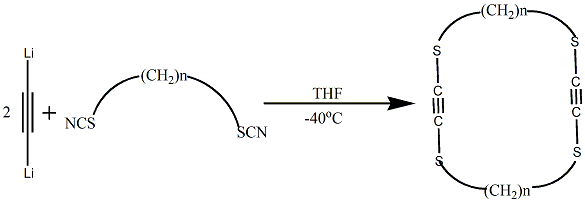 Li
2
+
Li
(CH₂)n
NCS
SCN
THF
-40°C
(CH₂)n
S
S
C
C
C
C
S
S
(CH₂)n